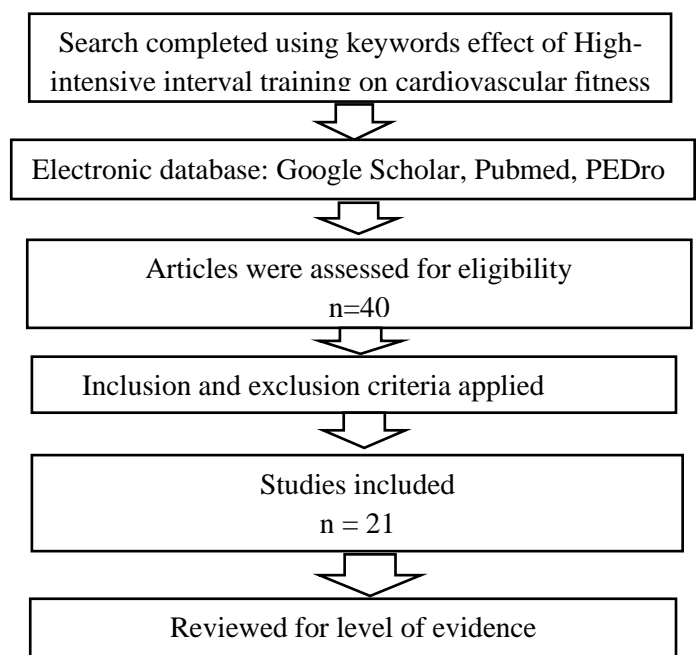 Search completed using keywords effect of High-
intensive interval training on cardiovascular fitness
Electronic database: Google Scholar, Pubmed, PEDro
Articles were assessed for eligibility
n=40
Inclusion and exclusion criteria applied
Studies included
n = 21
Reviewed for level of evidence